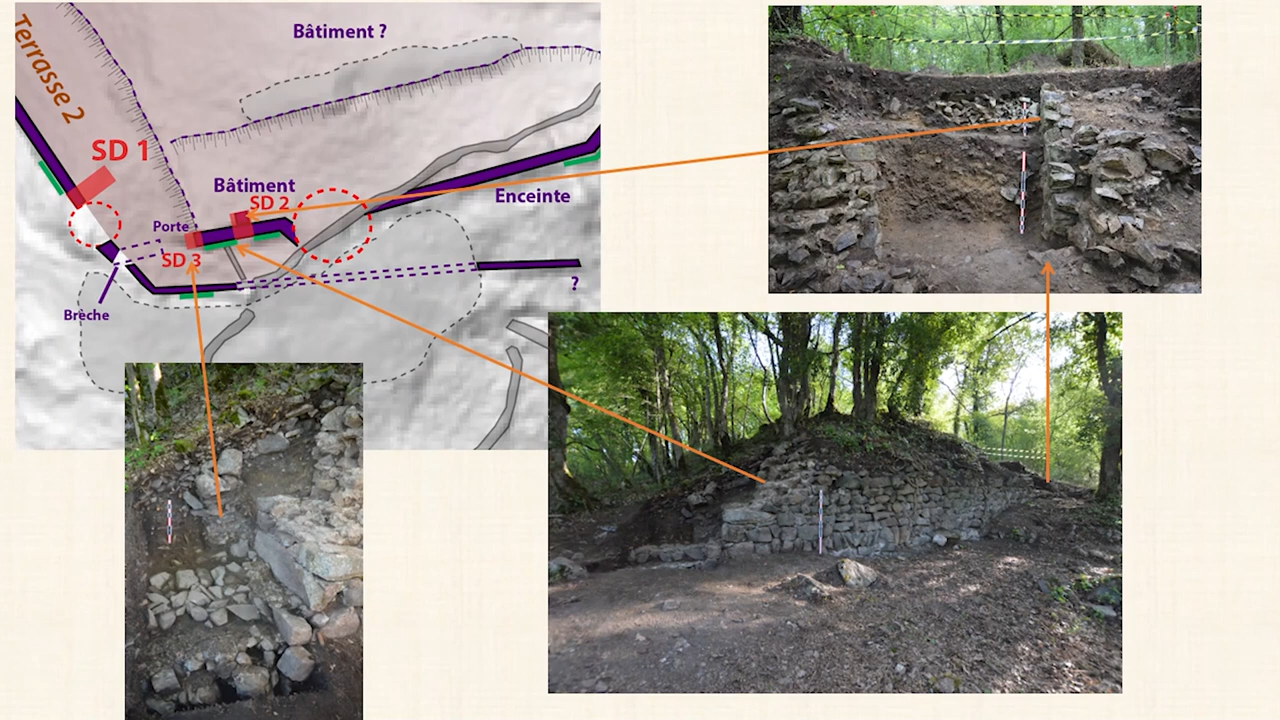 Bâtiment ?
Terrasse 2
SD 1
Bâtiment
SD 2
Enceinte
Porte
SD 3
?
Brèche